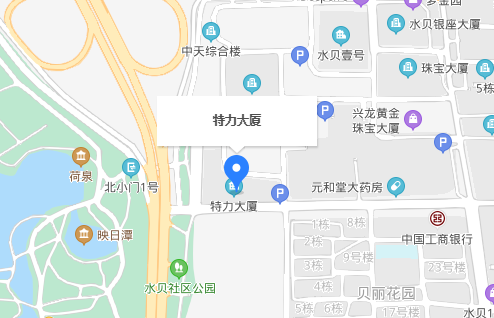 罗金园
中天综合楼
水贝银座大厦
水贝壹号
珠宝大厦
5栋
特力大厦
兴龙黄金
珠宝大厦
P
P
P
P
荷泉
北小门1号
元和堂大药房
特力大厦
1栋
8栋
映日潭
2栋
中国工商银行
9号楼
3栋
23号楼
水贝社区公园
4栋
贝丽花园
水贝1
5栋
6栋
17号楼